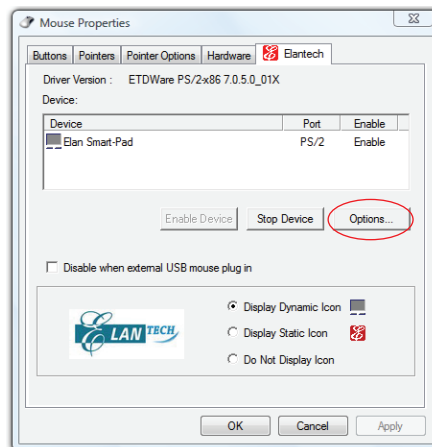 Mouse Properties
Buttons Pointers Pointer Options Hardware Elantech
Driver Version : ETDWare PS/2-x86 7.0.5.0_01X
Device:
Device Port Enable
Elan Smart-Pad PS/2 Enable
Enable Device Stop Device Options...
Disable when external USB mouse plug in
Display Dynamic Icon
ELANTECH Display Static Icon
Do Not Display Icon
OK Cancel Apply